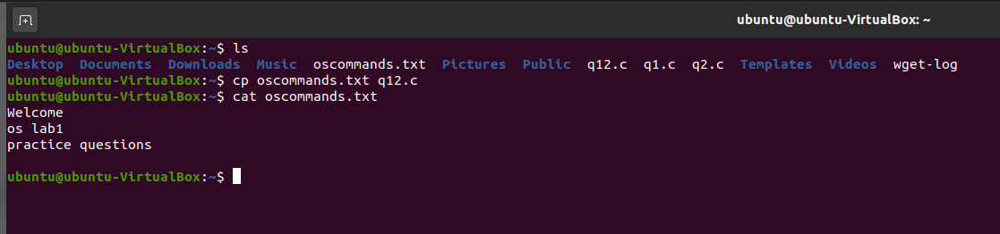 ubuntu@ubuntu-VirtualBox: ~
ubuntu@ubuntu-VirtualBox:~$ ls
Desktop Documents Downloads Music oscommands.txt Pictures Public q12.c q1.c q2.c Templates Videos wget-log
ubuntu@ubuntu-VirtualBox:~$ cp oscommands.txt q12.c
ubuntu@ubuntu-VirtualBox:~$ cat oscommands.txt
Welcome
os lab1
practice questions
ubuntu@ubuntu-VirtualBox:~$